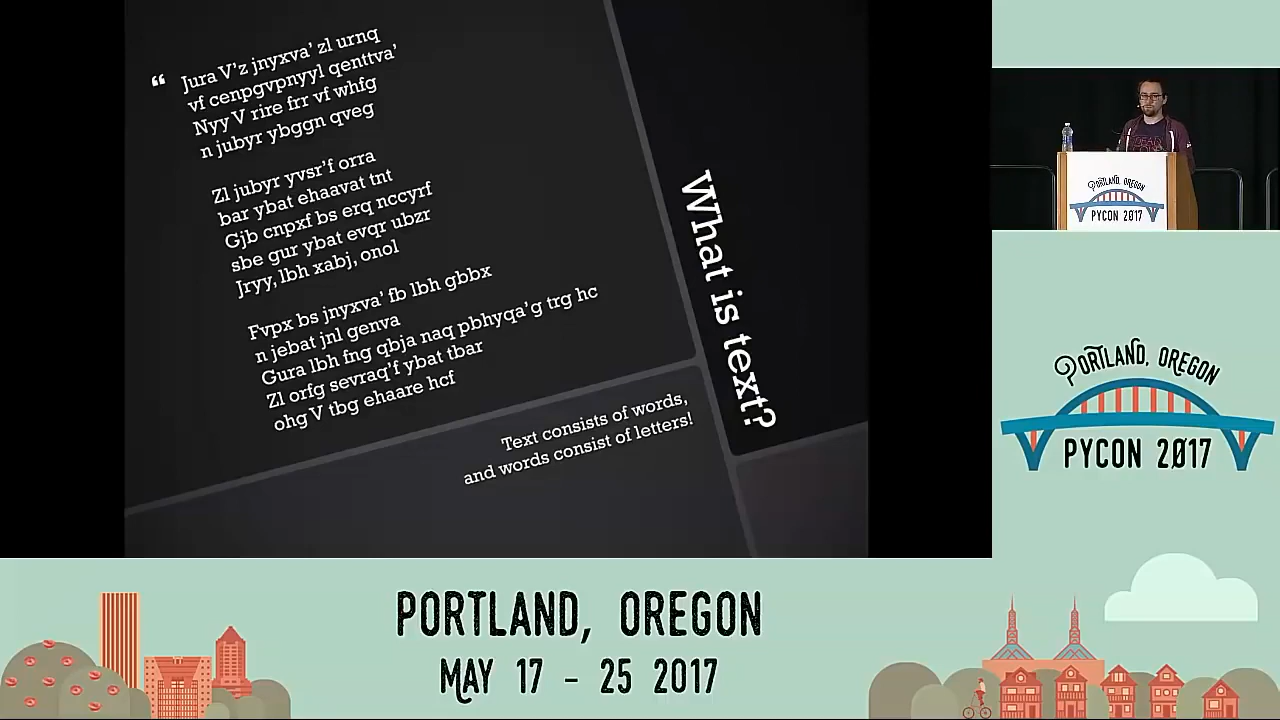 “ Jura V’z jnyxva’ zl urnq
vf cenpgvpnyyl qenttva’
Nyy V rire frr vf whfg
n jubyr ybggn qveg
Zl jubyr yvsr’f orra
bar ybat ehaavat tnt
Gjb cnpxf bs erq nccyrf
sbe gur ybat evqr ubzr
Jryy, lbh xabj, onol
Fvpx bs jnyxva’ fb lbh gbbx
n jebat jnl genva
Gura lbh fng qbja naq pbhyqa’g trg hc
Zl orfg sevraq’f ybat tbar
ohg V tbg ehaare hcf
What is text?
Text consists of words,
and words consist of letters!
PORTLAND, OREGON
PYCON 2017
PORTLAND, OREGON
PYCON 2017
PORTLAND, OREGON
MAY 17 - 25 2017